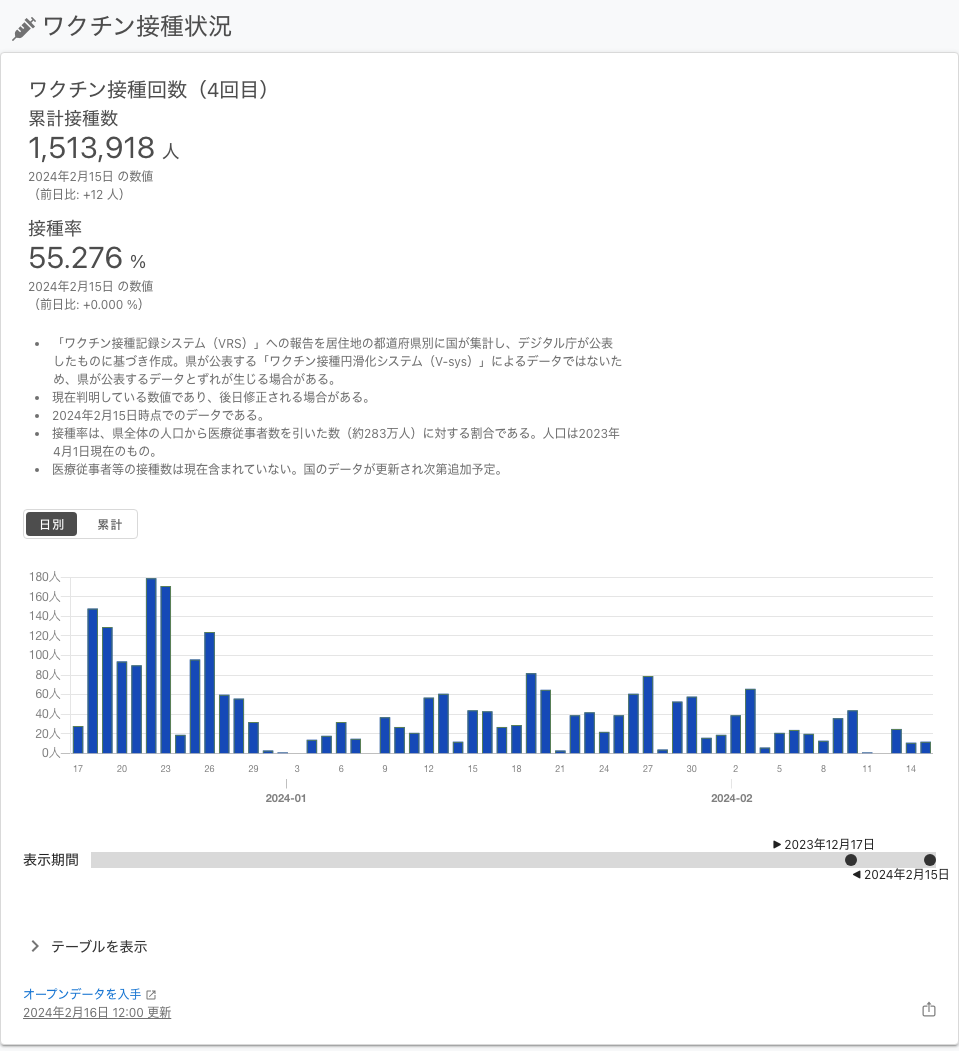 ワクチン接種状況
ワクチン接種回数（4回目）
累計接種数
1,513,918 人
2024年2月15日 の数値
（前日比: +12 人）
接種率
55.276 %
2024年2月15日 の数値
（前日比: +0.000 %）
• 「ワクチン接種記録システム（VRS）」への報告を居住地の都道府県別に国が集計し、デジタル庁が公表
したものに基づき作成。県が公表する「ワクチン接種円滑化システム（V-sys）」によるデータではないた
め、県が公表するデータとずれが生じる場合がある。
• 現在判明している数値であり、後日修正される場合がある。
• 2024年2月15日時点でのデータである。
• 接種率は、県全体の人口から医療従事者数を引いた数（約283万人）に対する割合である。人口は2023年
4月1日現在のもの。
• 医療従事者等の接種数は現在含まれていない。国のデータが更新され次第追加予定。
日別 累計
180人
160人
140人
120人
100人
80人
60人
40人
20人
0人
17 20 23 26 29 3 6 9 12 15 18 21 24 27 30 2 5 8 11 14
2024-01 2024-02
▶ 2023年12月17日
表示期間
◀ 2024年2月15日
テーブルを表示
オープンデータを入手
2024年2月16日 12:00 更新